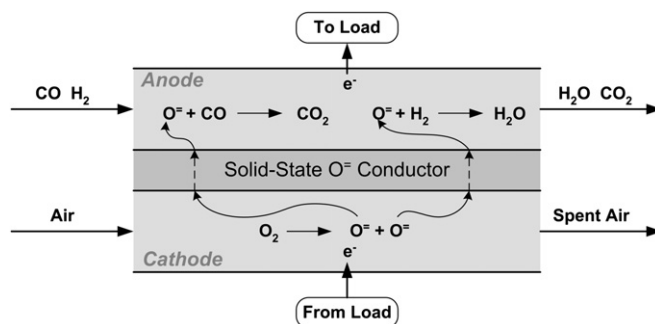 To Load
Anode
e-
CO H2
O= + CO → CO2
O= + H2 → H2O
H2O CO2
Solid-State O= Conductor
Air
O2 → O= + O=
Spent Air
e-
Cathode
From Load